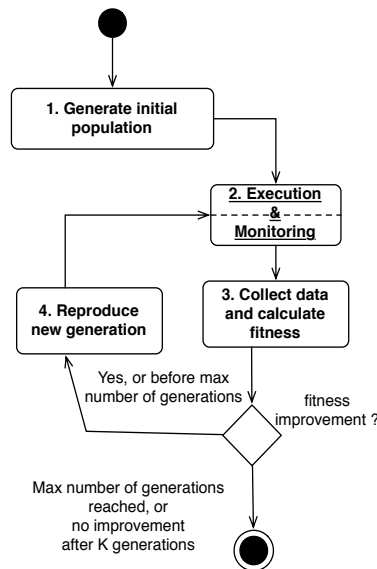 1. Generate initial
population
2. Execution
&
Monitoring
3. Collect data
and calculate
fitness
4. Reproduce
new generation
Yes, or before max
number of generations
fitness
improvement ?
Max number of generations
reached, or
no improvement
after K generations